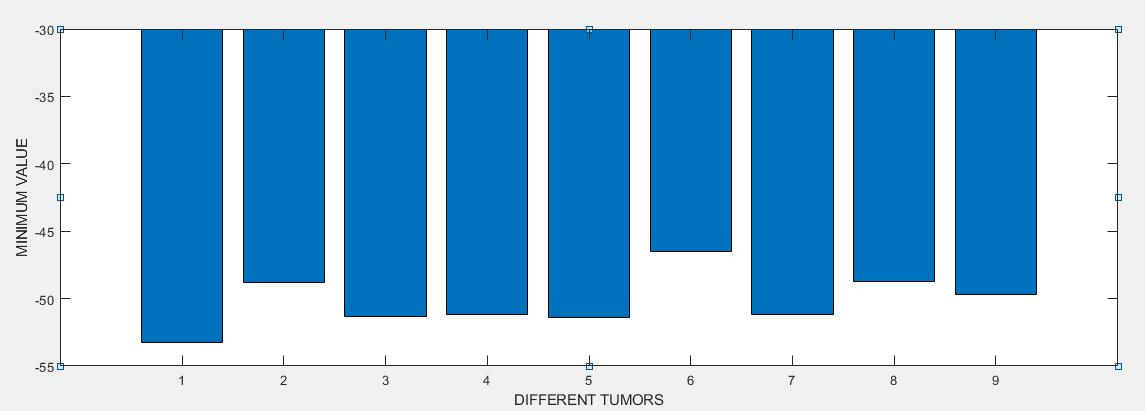 -30
-35
-40
-45
-50
-55
MINIMUM VALUE
1 2 3 4 5 6 7 8 9
DIFFERENT TUMORS